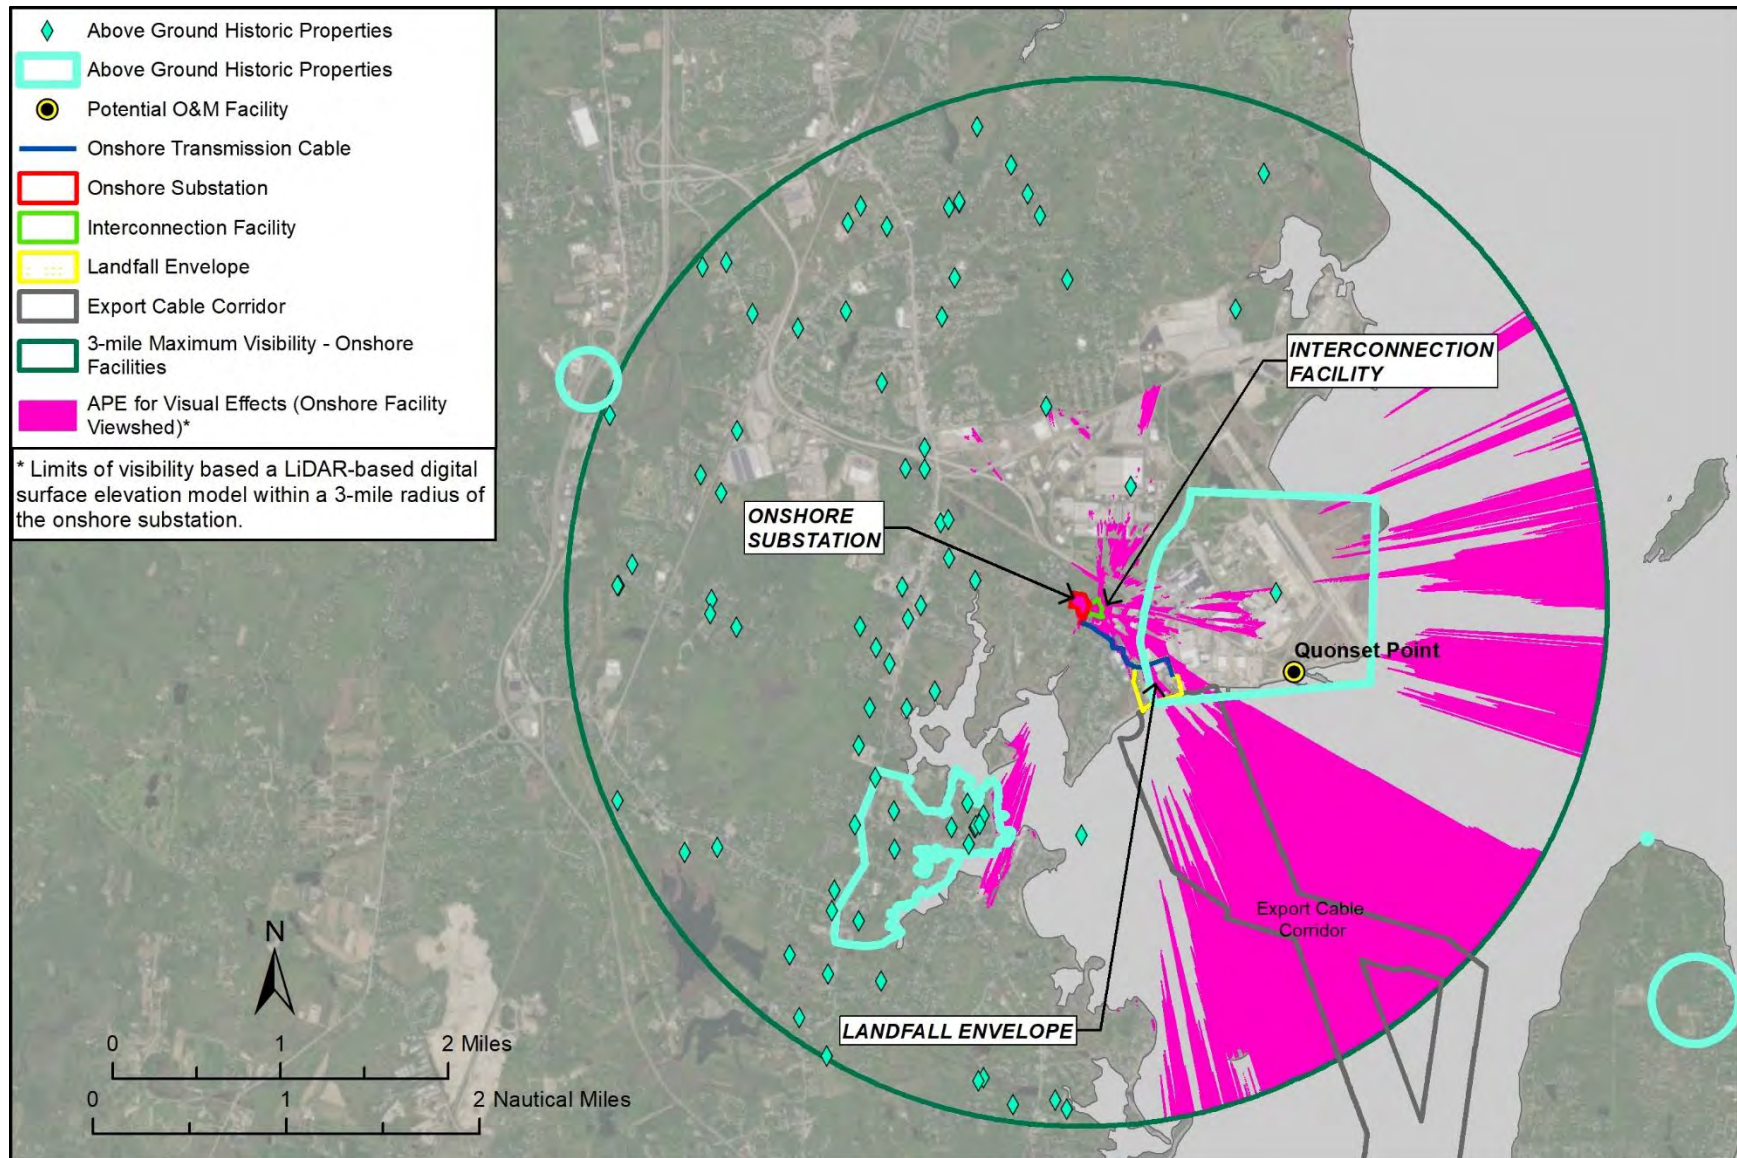 Above Ground Historic Properties
Above Ground Historic Properties
Potential O&M Facility
Onshore Transmission Cable
Onshore Substation
Interconnection Facility
Landfall Envelope
Export Cable Corridor
3-mile Maximum Visibility - Onshore
Facilities
APE for Visual Effects (Onshore Facility
Viewshed)*
* Limits of visibility based a LiDAR-based digital
surface elevation model within a 3-mile radius of
the onshore substation.
INTERCONNECTION
FACILITY
ONSHORE
SUBSTATION
Quonset Point
Export Cable
Corridor
LANDFALL ENVELOPE
N
0 1 2 Miles
0 1 2 Nautical Miles